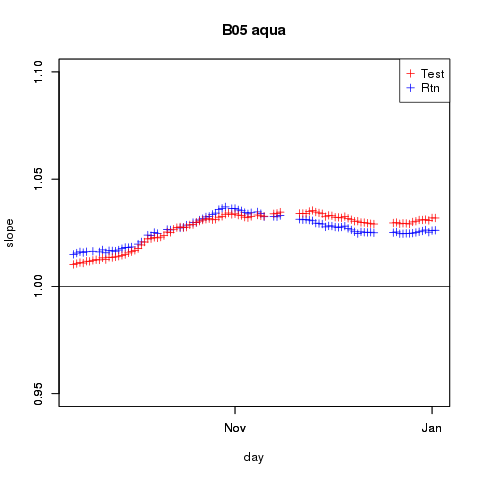 B05 aqua
Test
Rtn
1.10
1.05
1.00
0.95
slope
Nov
Jan
day